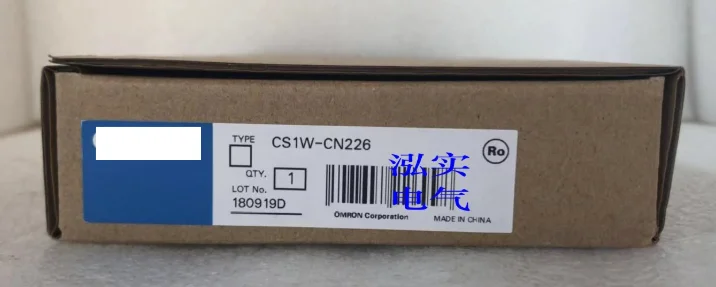 TYPE CS1W-CN226
Ro
QTY. 1
LOT No.
180919D
OMRON Corporation
MADE IN CHINA
泓实
电气